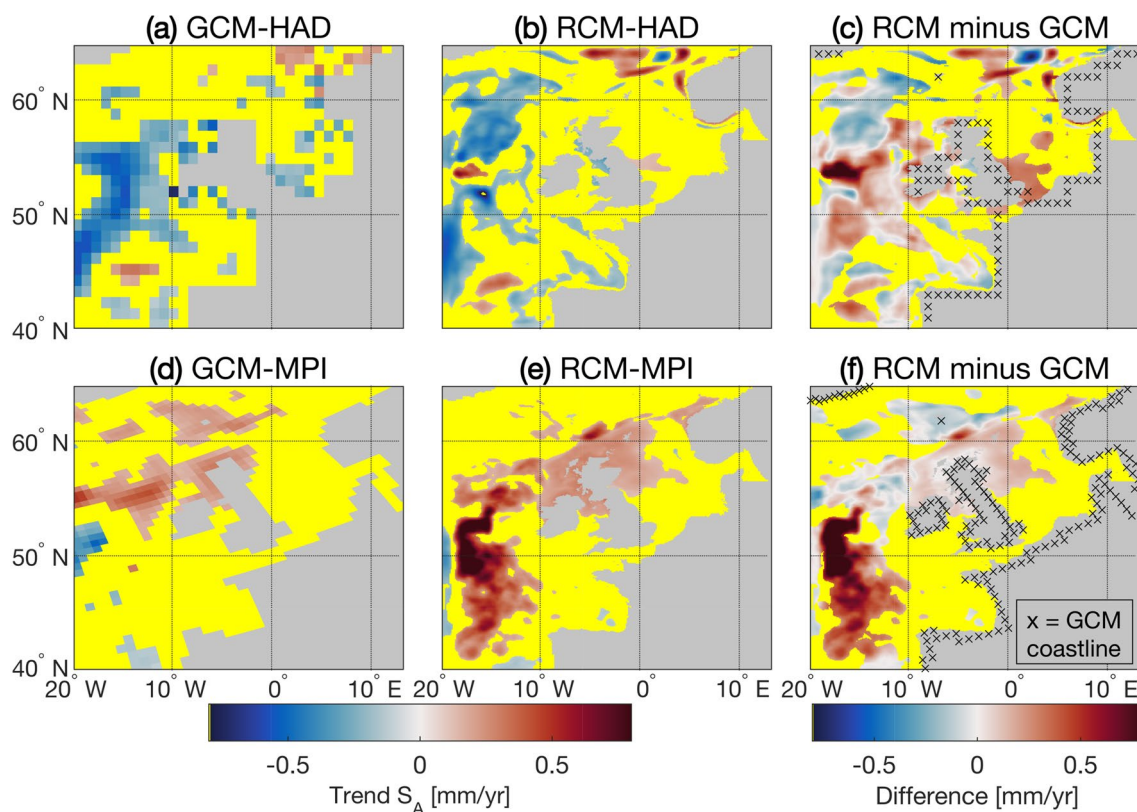 (a) GCM-HAD
(b) RCM-HAD
(c) RCM minus GCM
60° N
50° N
40° N
(d) GCM-MPI
(e) RCM-MPI
(f) RCM minus GCM
60° N
50° N
40° N
x = GCM
coastline
20° W 10° W 0° 10° E
20° W 10° W 0° 10° E
20° W 10° W 0° 10° E
-0.5 0 0.5
Trend S_A [mm/yr]
-0.5 0 0.5
Difference [mm/yr]